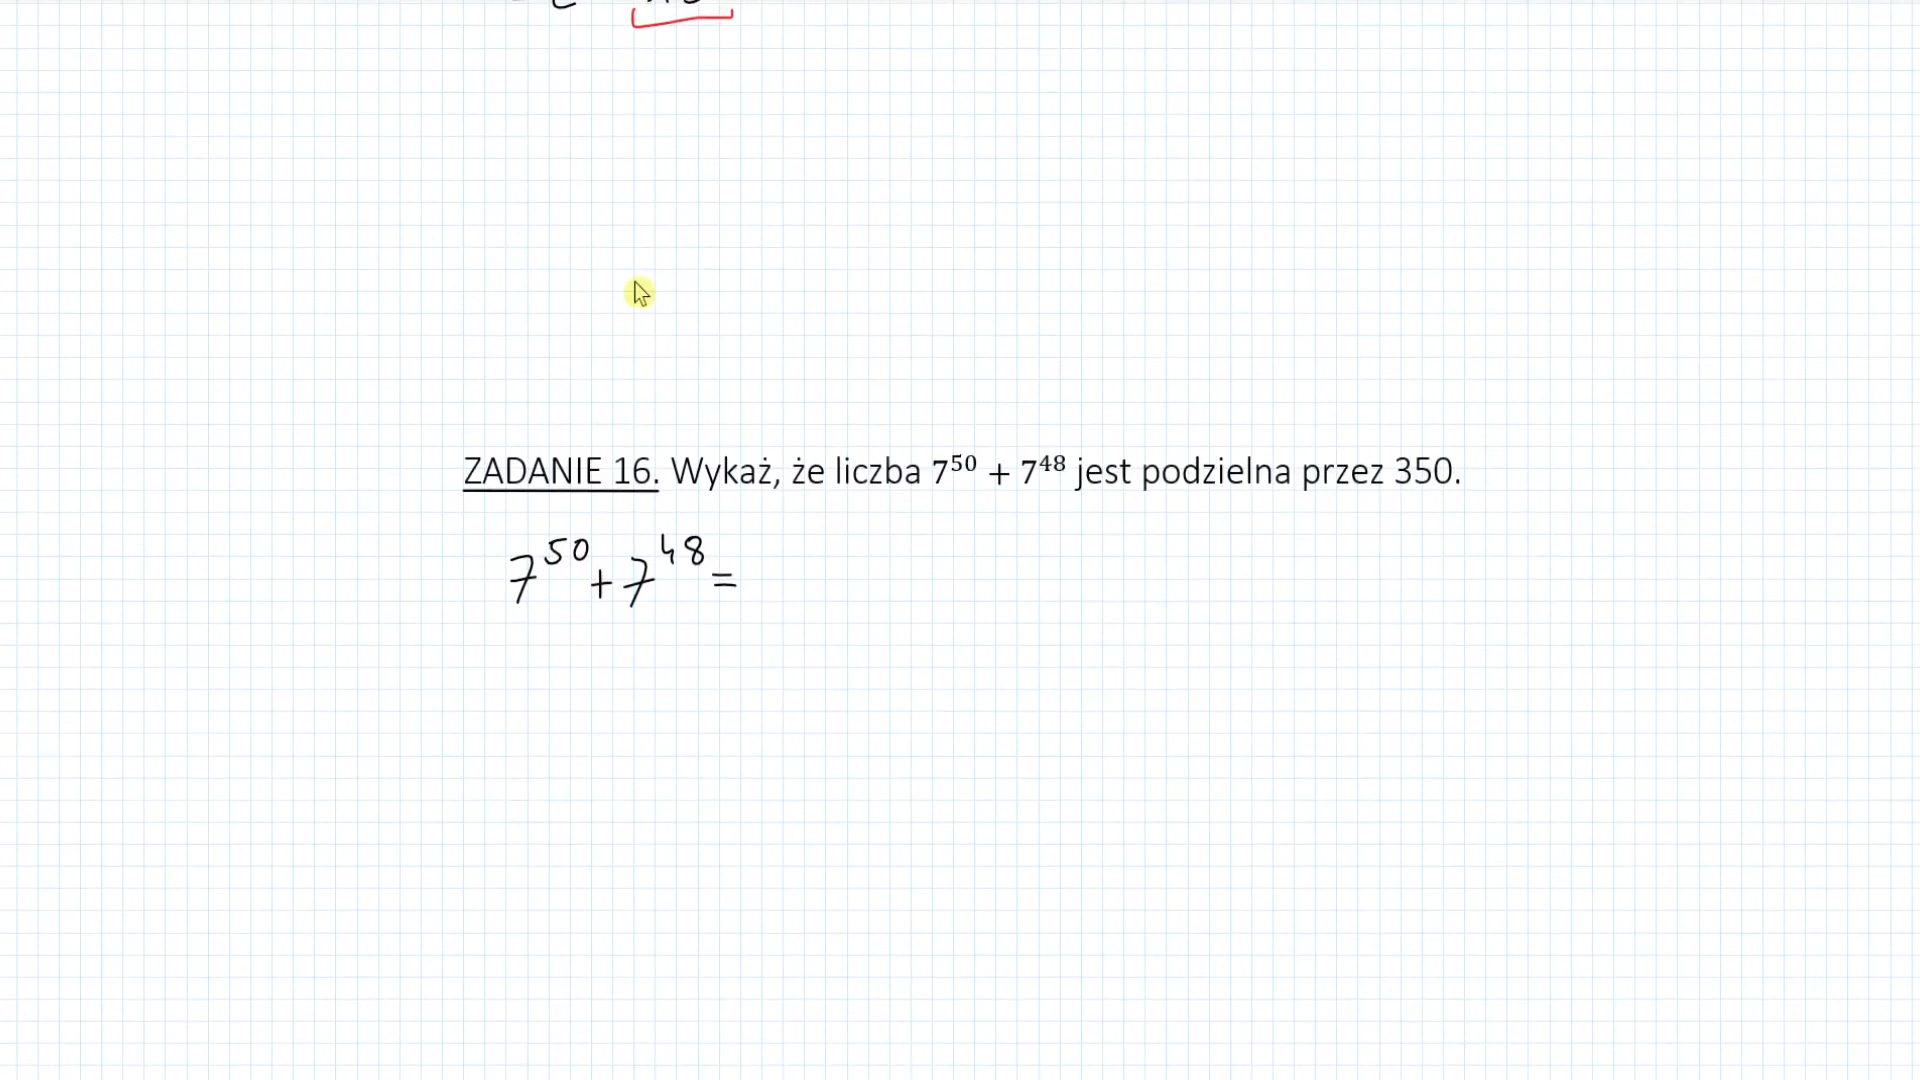 ZADANIE 16. Wykaż, że liczba 7⁵⁰ + 7⁴⁸ jest podzielna przez 350.
7⁵⁰+7⁴⁸=